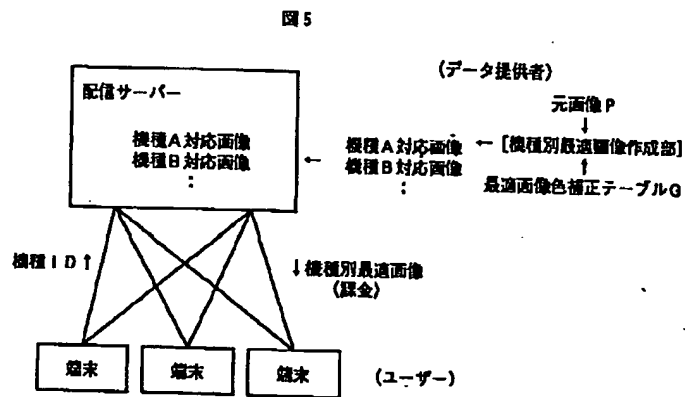 図5
配信サーバー
機種A対応画像
機種B対応画像
:
←
機種A対応画像
機種B対応画像
:
(データ提供者)
元画像P
↓
← [機種別最適画像作成部]
↑
最適画像色補正テーブルG
機種ID↑
↓機種別最適画像
(課金)
端末
端末
端末
(ユーザー)